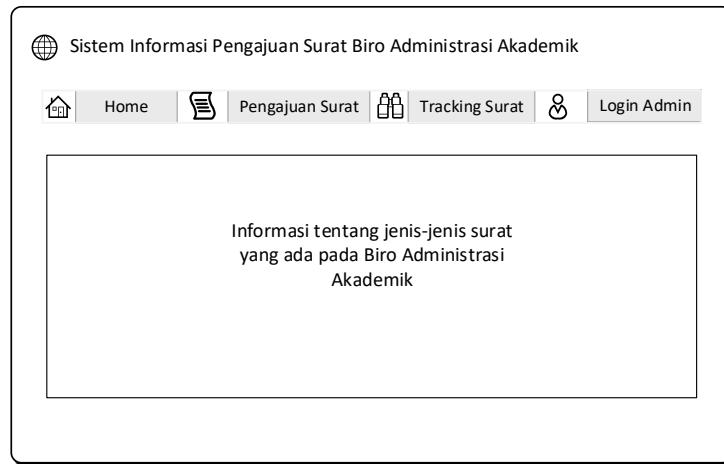 Sistem Informasi Pengajuan Surat Biro Administrasi Akademik
Home Pengajuan Surat Tracking Surat Login Admin
Informasi tentang jenis-jenis surat
yang ada pada Biro Administrasi
Akademik